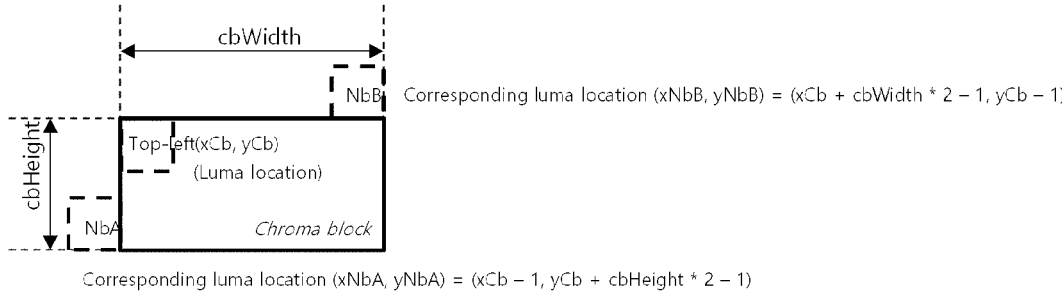 cbWidth
NbB
Corresponding luma location (xNbB, yNbB) = (xCb + cbWidth * 2 – 1, yCb – 1)
cbHeight
Top-left(xCb, yCb)
(Luma location)
NbA
Chroma block
Corresponding luma location (xNbA, yNbA) = (xCb – 1, yCb + cbHeight * 2 – 1)